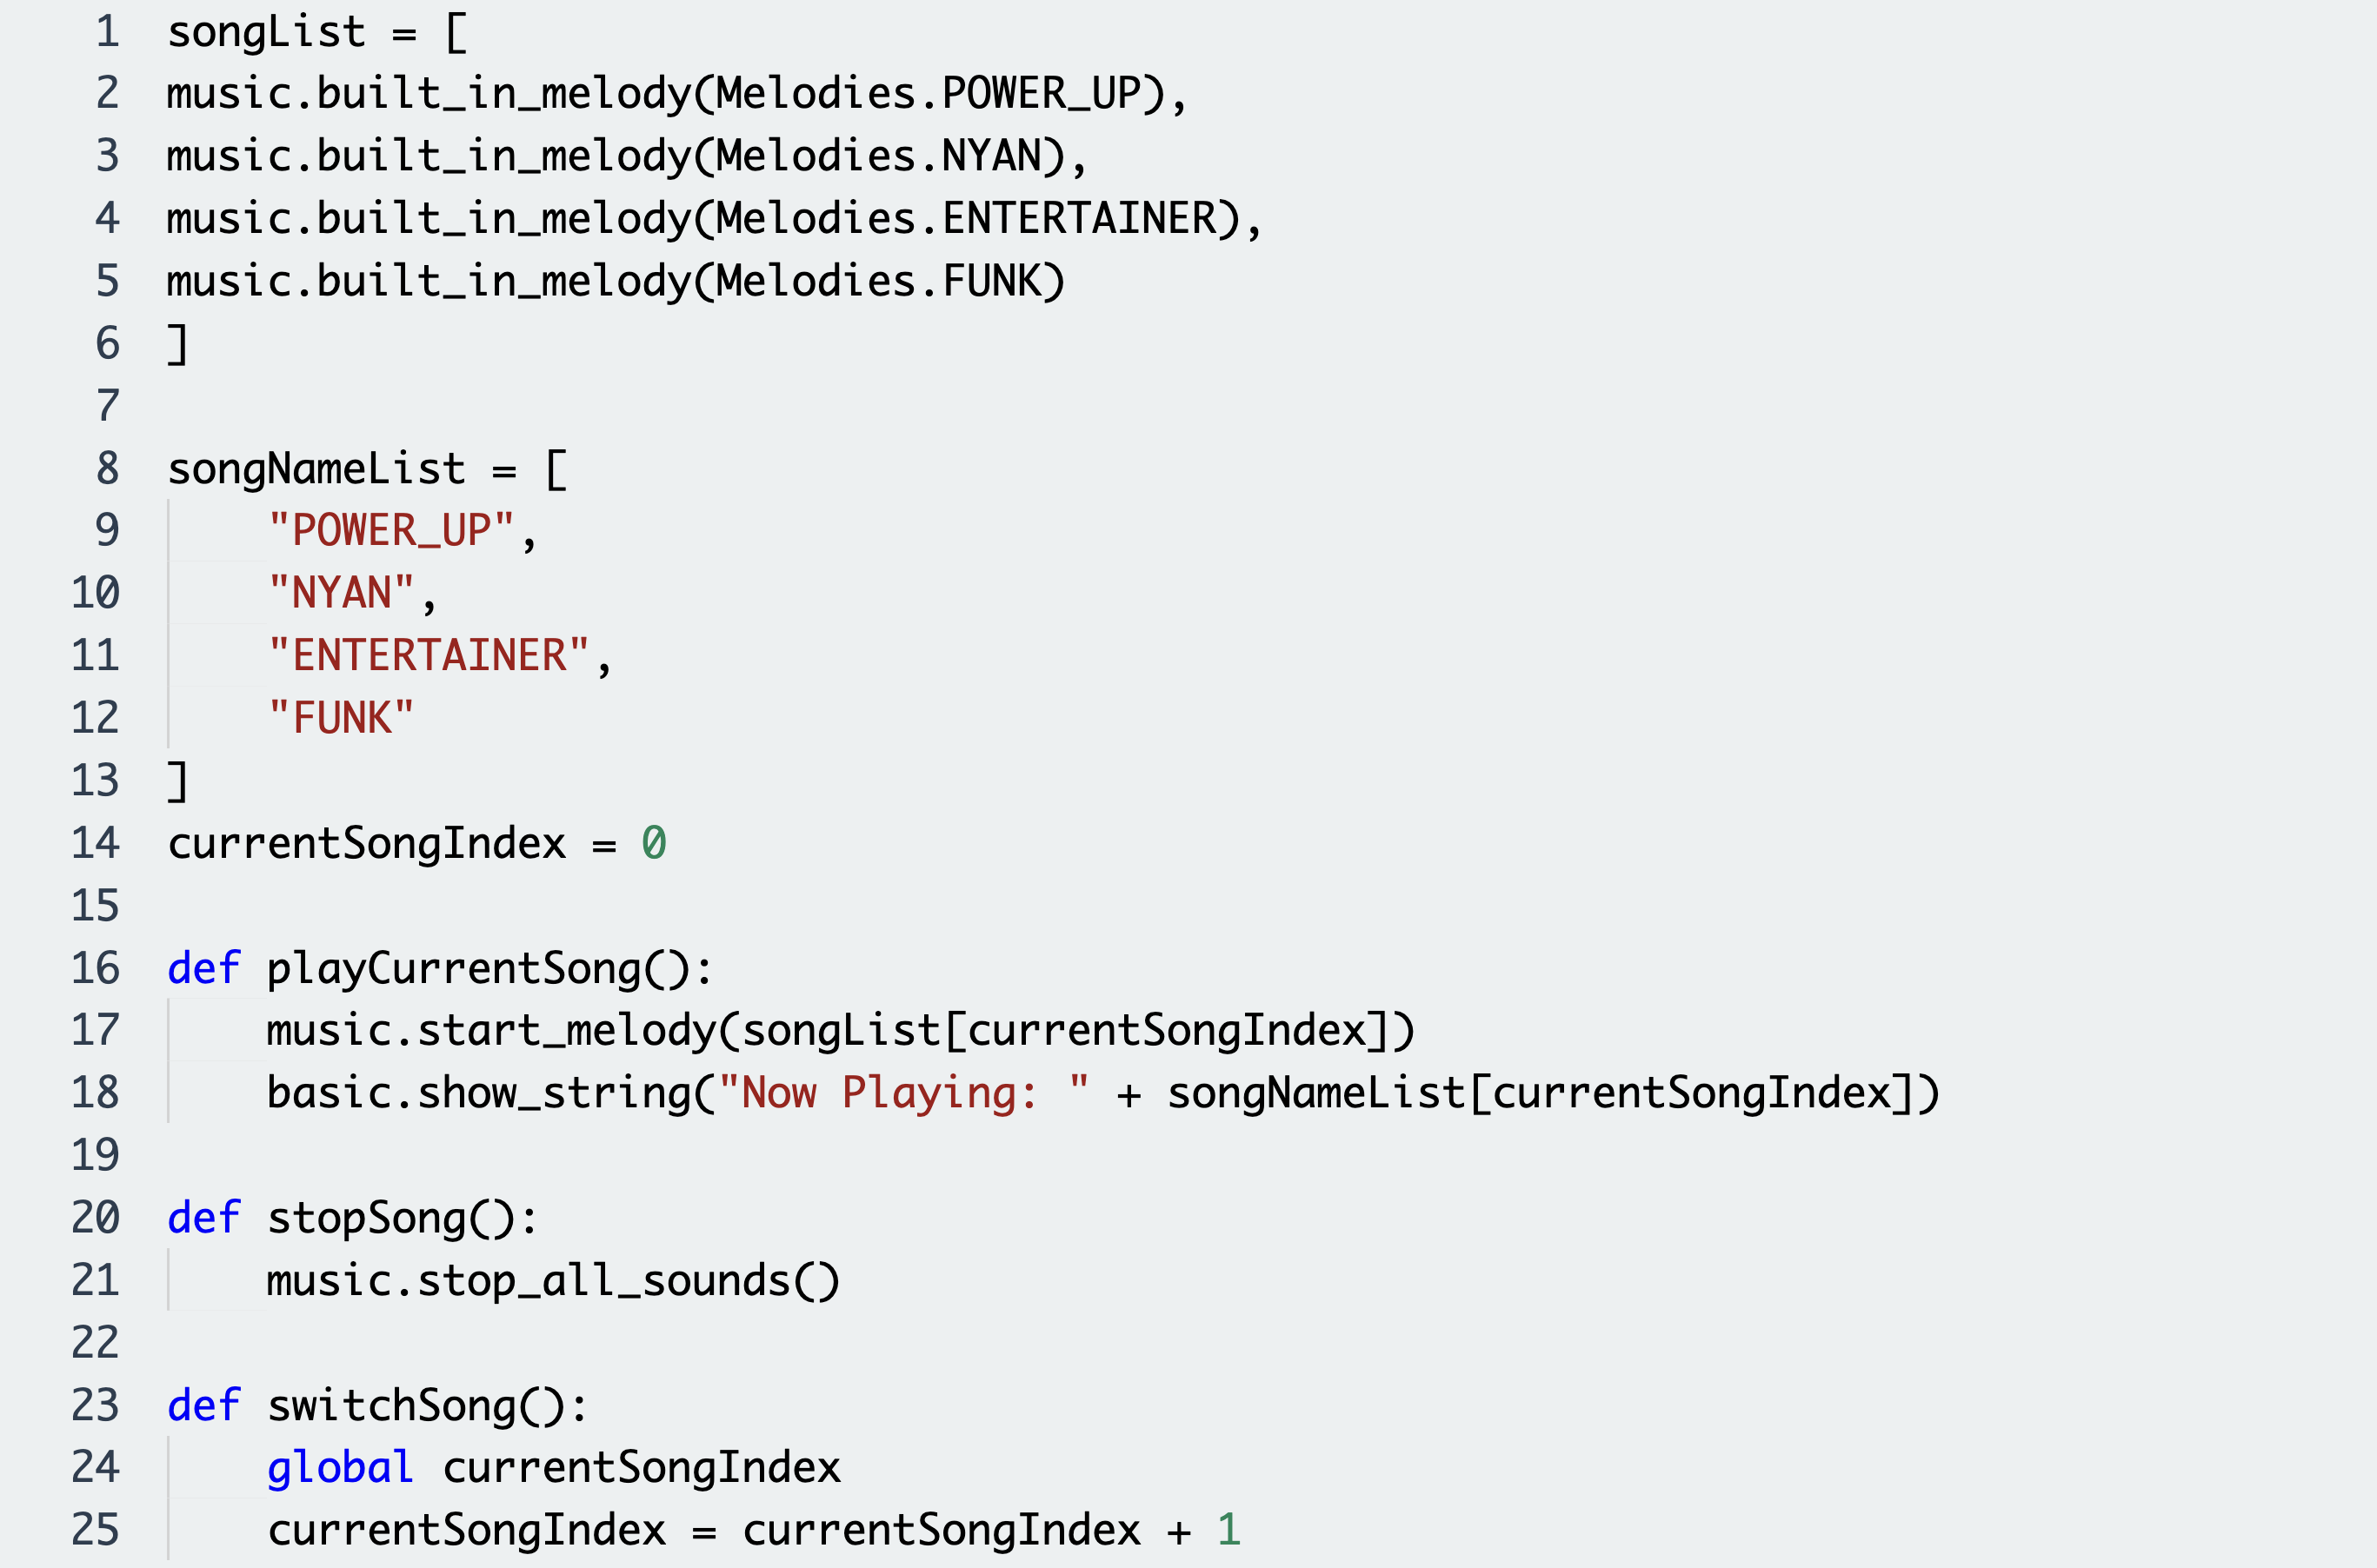 1 songList = [
2 music.built_in_melody(Melodies.POWER_UP),
3 music.built_in_melody(Melodies.NYAN),
4 music.built_in_melody(Melodies.ENTERTAINER),
5 music.built_in_melody(Melodies.FUNK)
6 ]
7
8 songNameList = [
9     "POWER_UP",
10     "NYAN",
11     "ENTERTAINER",
12     "FUNK"
13 ]
14 currentSongIndex = 0
15
16 def playCurrentSong():
17     music.start_melody(songList[currentSongIndex])
18     basic.show_string("Now Playing: " + songNameList[currentSongIndex])
19
20 def stopSong():
21     music.stop_all_sounds()
22
23 def switchSong():
24     global currentSongIndex
25     currentSongIndex = currentSongIndex + 1